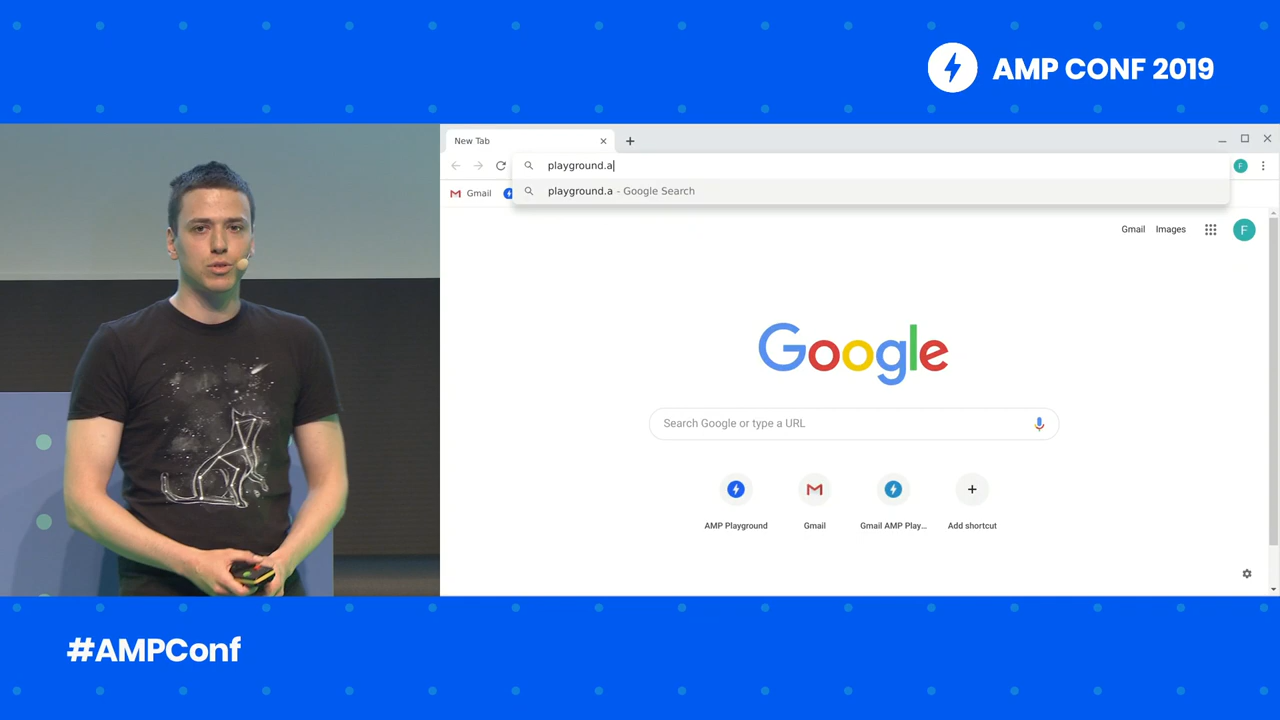 AMP CONF 2019
New Tab
playground.a
Gmail
playground.a - Google Search
Gmail Images
F
F
Google
Search Google or type a URL
AMP Playground
Gmail
Gmail AMP Play...
Add shortcut
#AMPConf